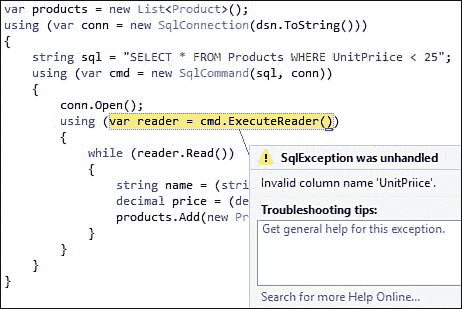 var products = new List<Product>();
using (var conn = new SqlConnection(dsn.ToString()))
{
string sql = "SELECT * FROM Products WHERE UnitPriice < 25";
using (var cmd = new SqlCommand(sql, conn))
{
conn.Open();
using (var reader = cmd.ExecuteReader())
{
while (reader.Read())
{
string name = (stri
decimal price = (de
products.Add(new Pr
}
}
}
}
SqlException was unhandled
Invalid column name 'UnitPriice'.
Troubleshooting tips:
Get general help for this exception.
Search for more Help Online...